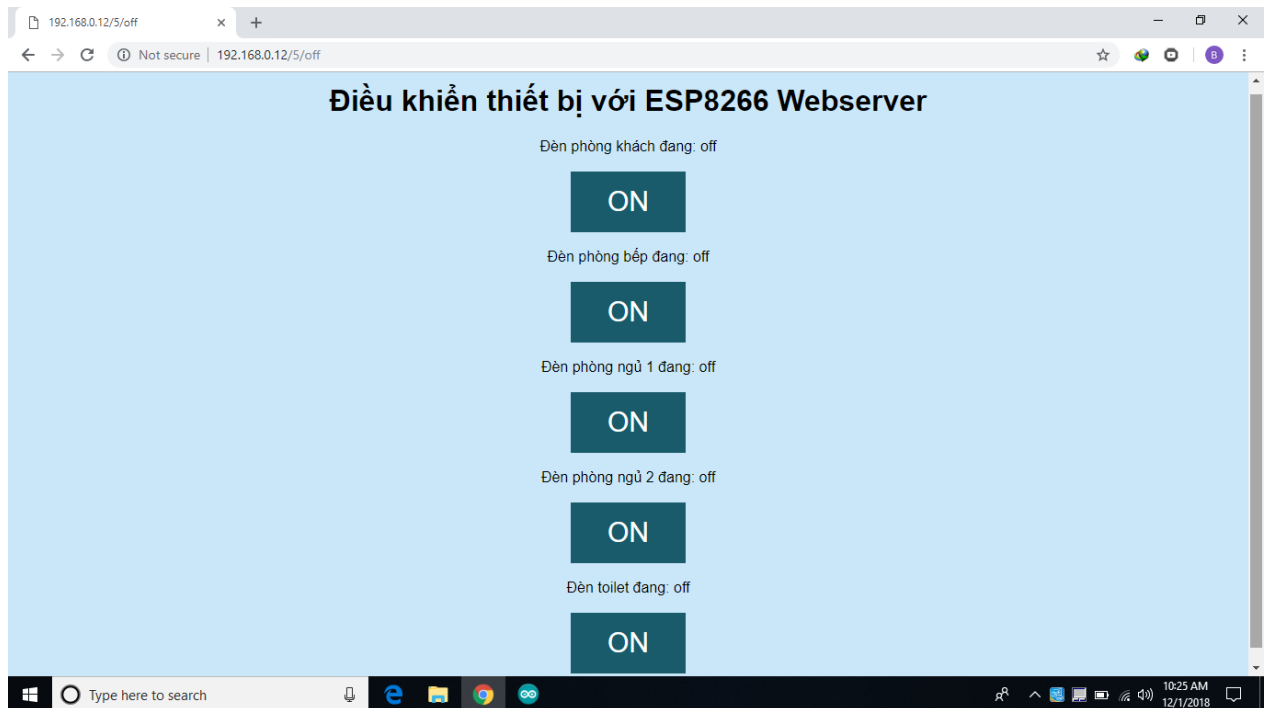 192.168.0.12/5/off
Not secure | 192.168.0.12/5/off
B
Điều khiển thiết bị với ESP8266 Webserver
Đèn phòng khách đang: off
ON
Đèn phòng bếp đang: off
ON
Đèn phòng ngủ 1 đang: off
ON
Đèn phòng ngủ 2 đang: off
ON
Đèn toilet đang: off
ON
Type here to search
10:25 AM
12/1/2018